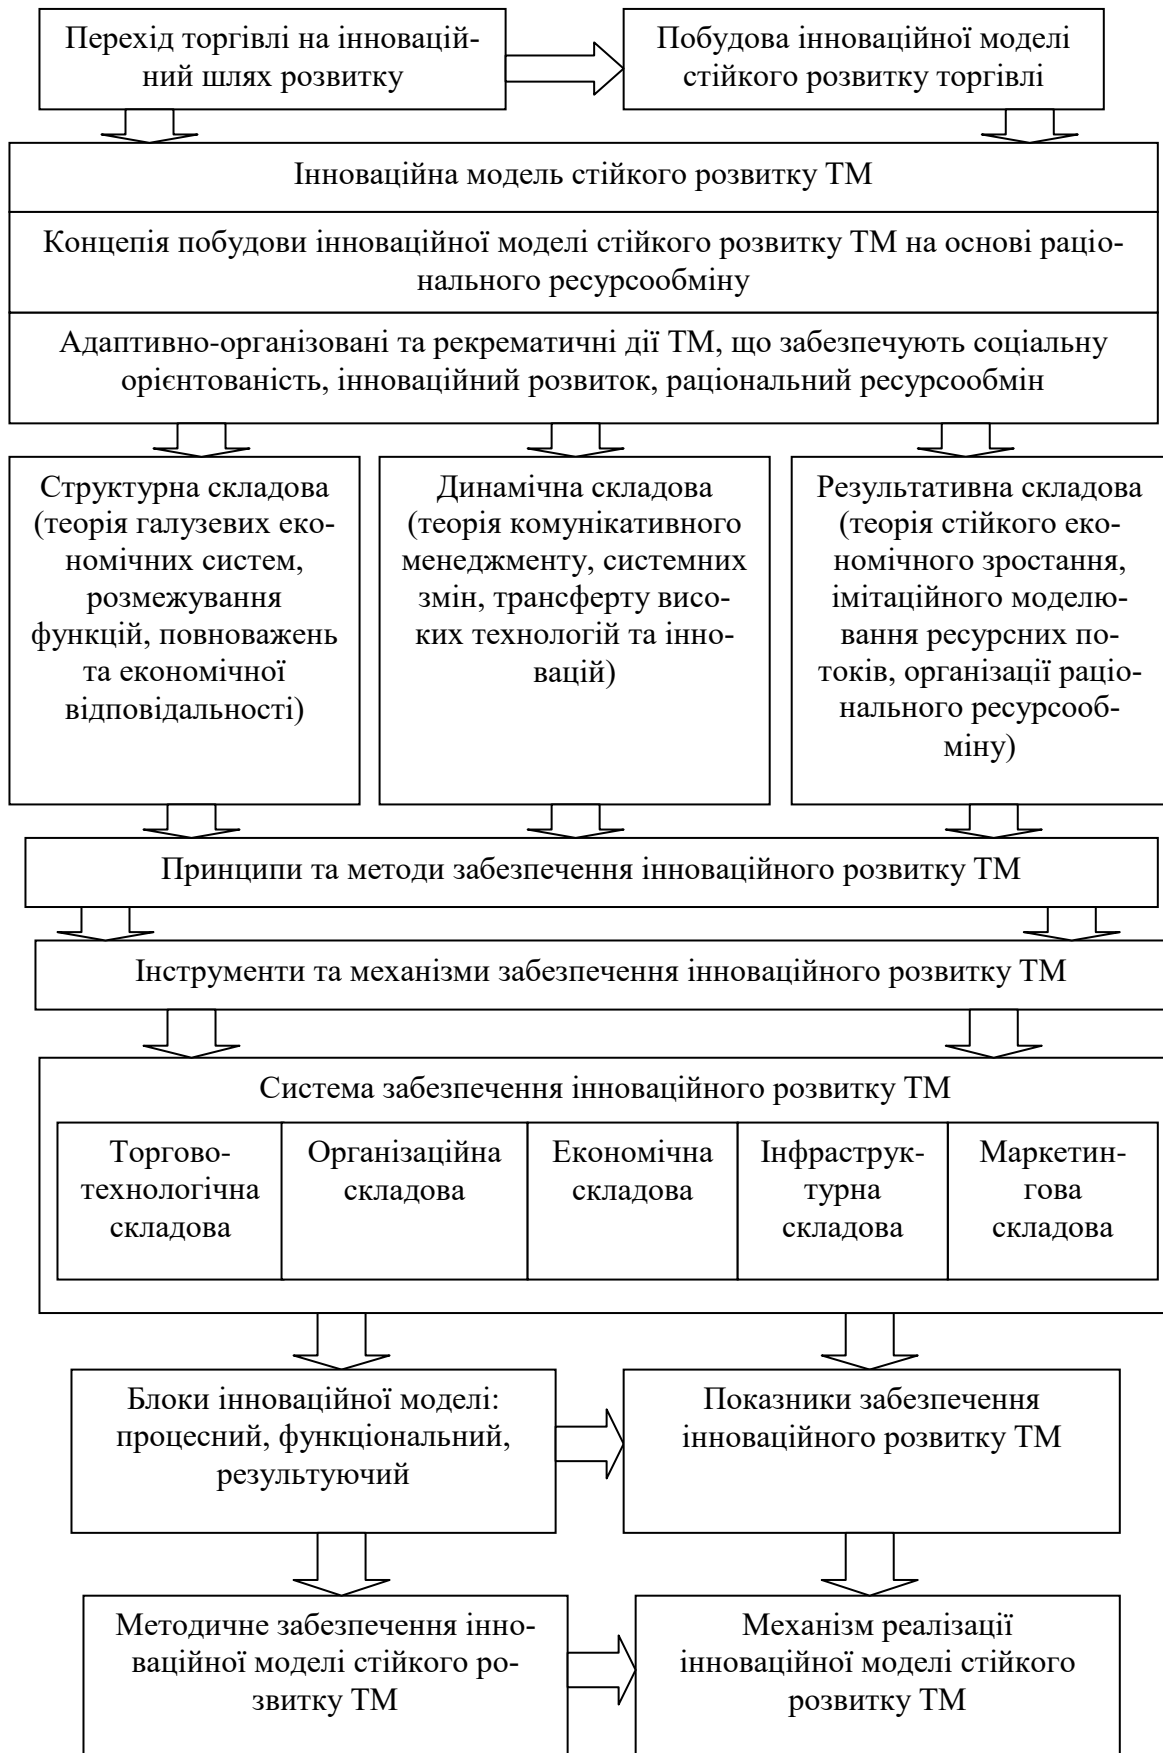 Перехід торгівлі на інновацій-
ний шлях розвитку
Побудова інноваційної моделі
стійкого розвитку торгівлі
Інноваційна модель стійкого розвитку ТМ
Концепія побудови інноваційної моделі стійкого розвитку ТМ на основі раціо-
нального ресурсообміну
Адаптивно-організовані та рекрематичні дії ТМ, що забезпечують соціальну
орієнтованість, інноваційний розвиток, раціональний ресурсообмін
Структурна складова
(теорія галузевих еко-
номічних систем,
розмежування
функцій, повноважень
та економічної
відповідальності)
Динамічна складова
(теорія комунікативного
менеджменту, системних
змін, трансферту висо-
ких технологій та інно-
вацій)
Результативна складова
(теорія стійкого еко-
номічного зростання,
імітаційного моделю-
вання ресурсних по-
токів, організації раціо-
нального ресурсооб-
міну)
Принципи та методи забезпечення інноваційного розвитку ТМ
Інструменти та механізми забезпечення інноваційного розвитку ТМ
Система забезпечення інноваційного розвитку ТМ
Торгово-
технологічна
складова
Організаційна
складова
Економічна
складова
Інфраструк-
турна
складова
Маркетин-
гова
складова
Блоки інноваційної моделі:
процесний, функціональний,
результуючий
Показники забезпечення
інноваційного розвитку ТМ
Методичне забезпечення інно-
ваційної моделі стійкого ро-
звитку ТМ
Механізм реалізації
інноваційної моделі стійкого
розвитку ТМ